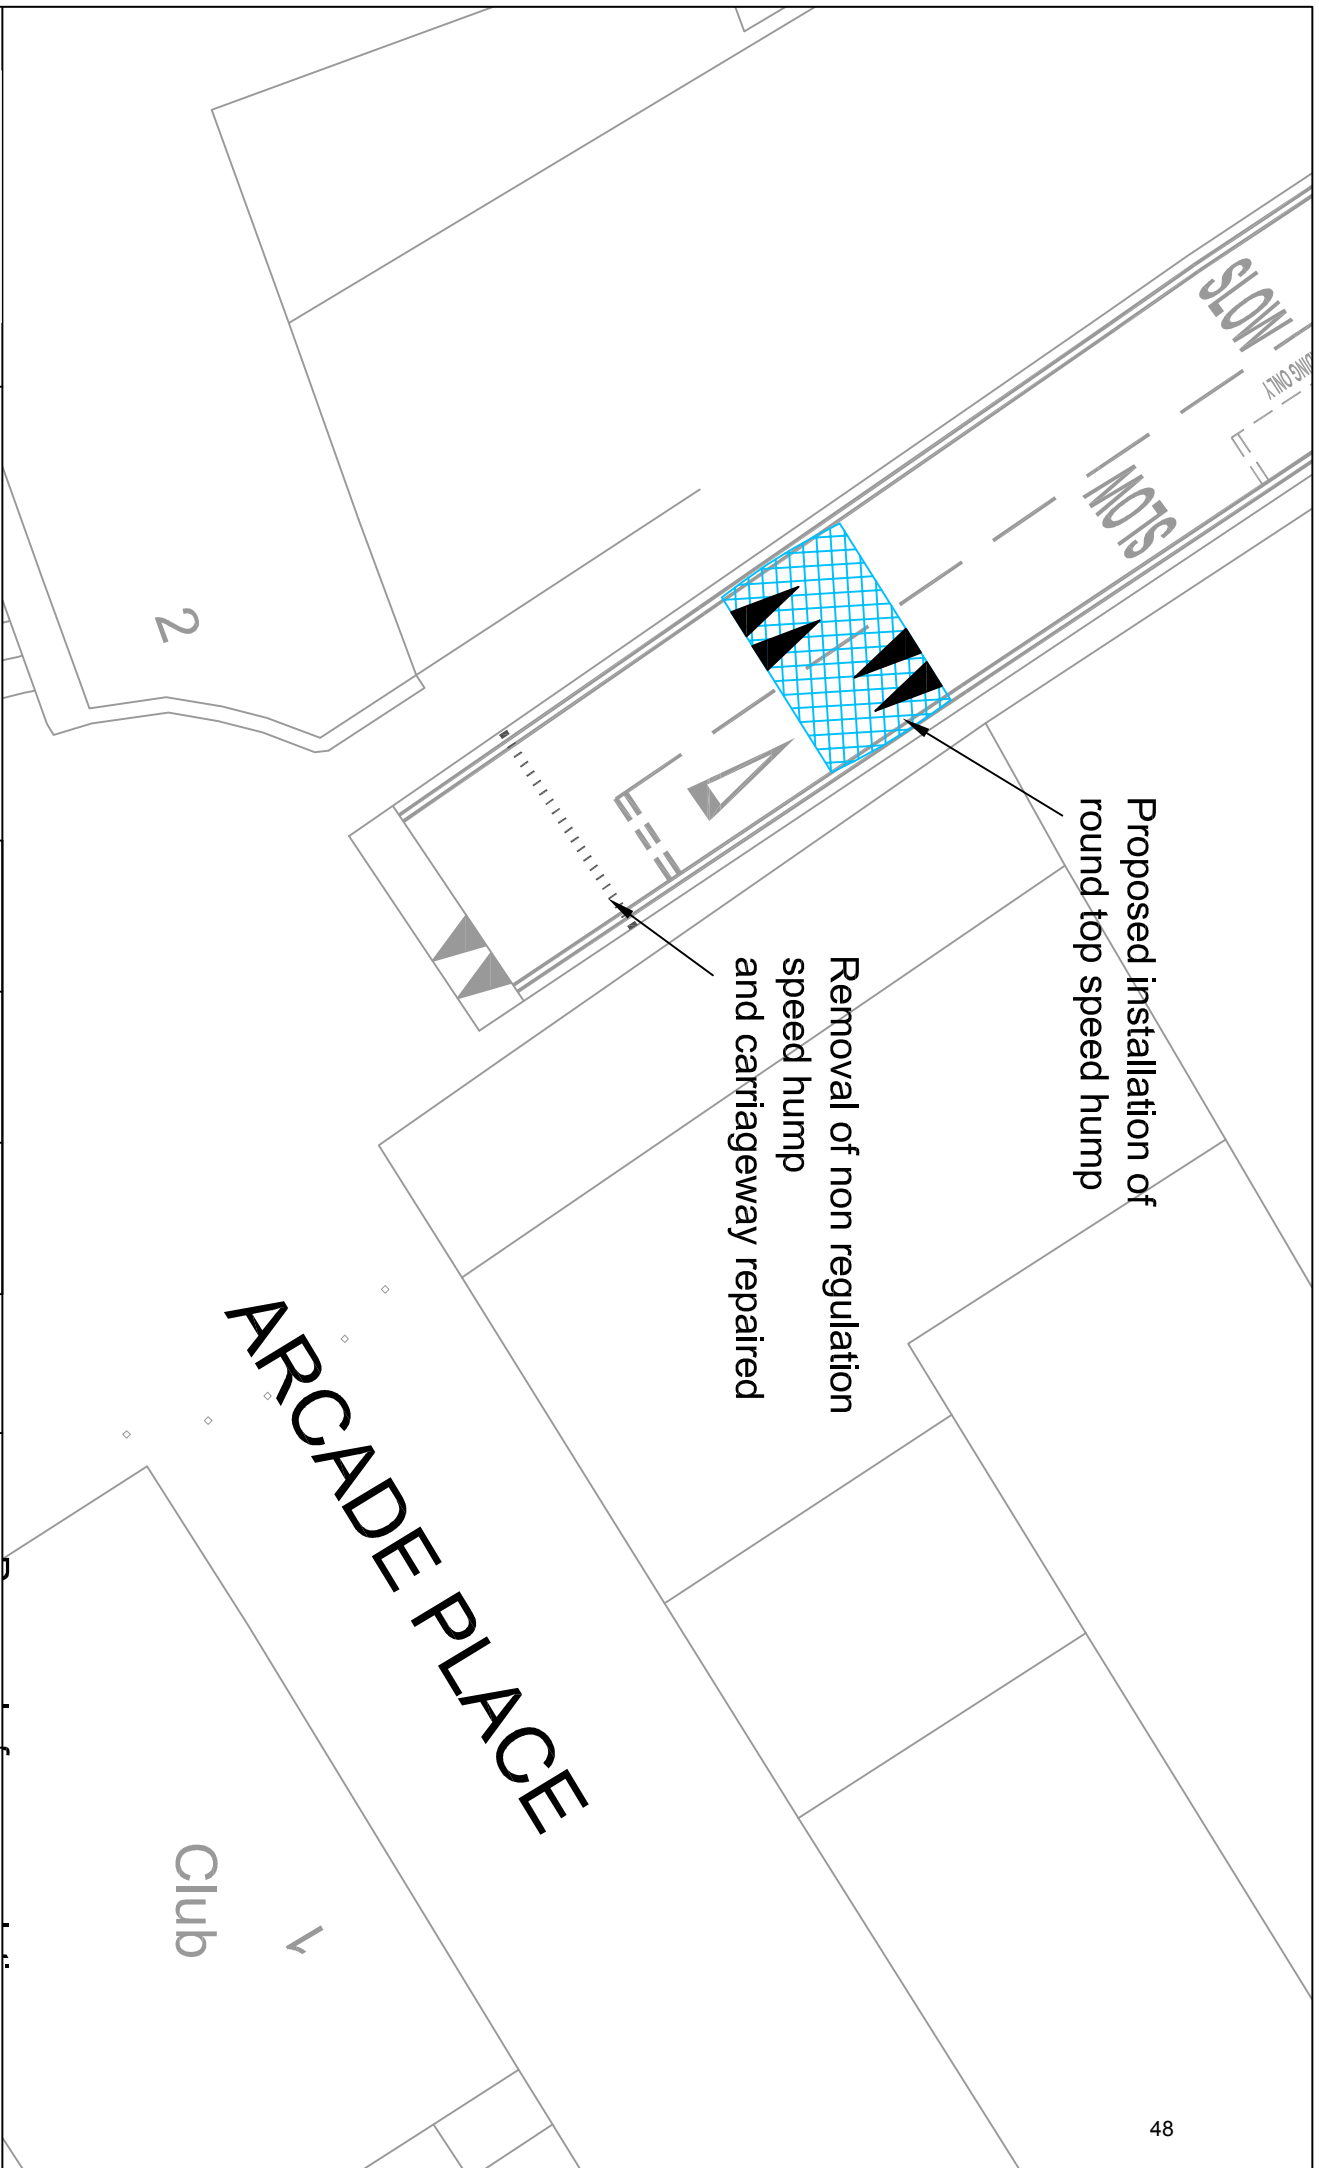 SLOW
SLOW
Proposed installation of
round top speed hump
Removal of non regulation
speed hump
and carriageway repaired
2
ARCADE PLACE
1
Club
48